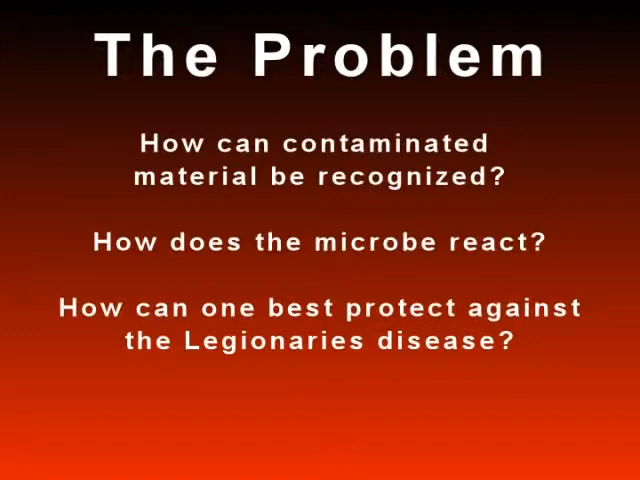 The Problem
How can contaminated
material be recognized?
How does the microbe react?
How can one best protect against
the Legionaries disease?